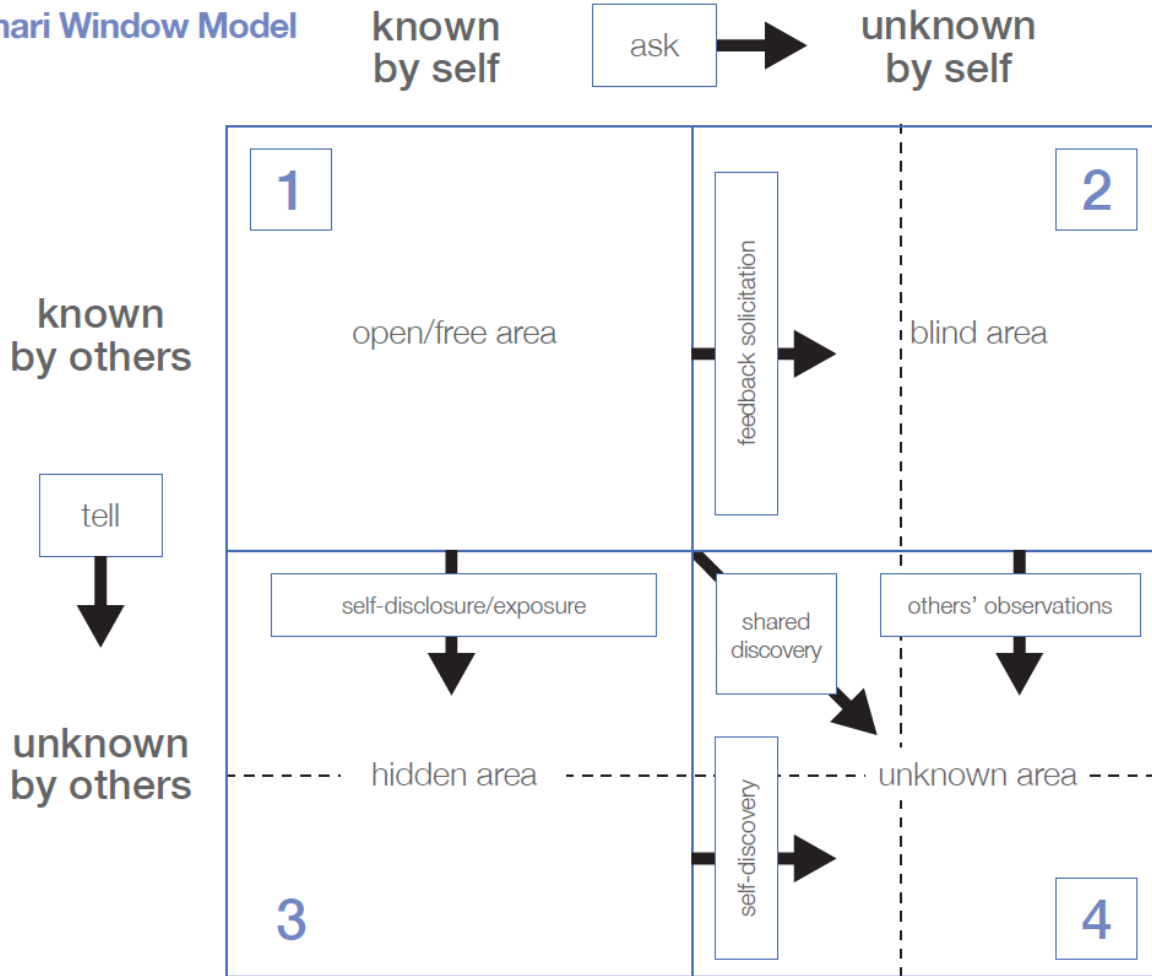 hari Window Model
known
by self
ask
unknown
by self
1
2
known
by others
open/free area
feedback solicitation
blind area
tell
self-disclosure/exposure
shared
discovery
others’ observations
unknown
by others
hidden area
self-discovery
unknown area
3
4